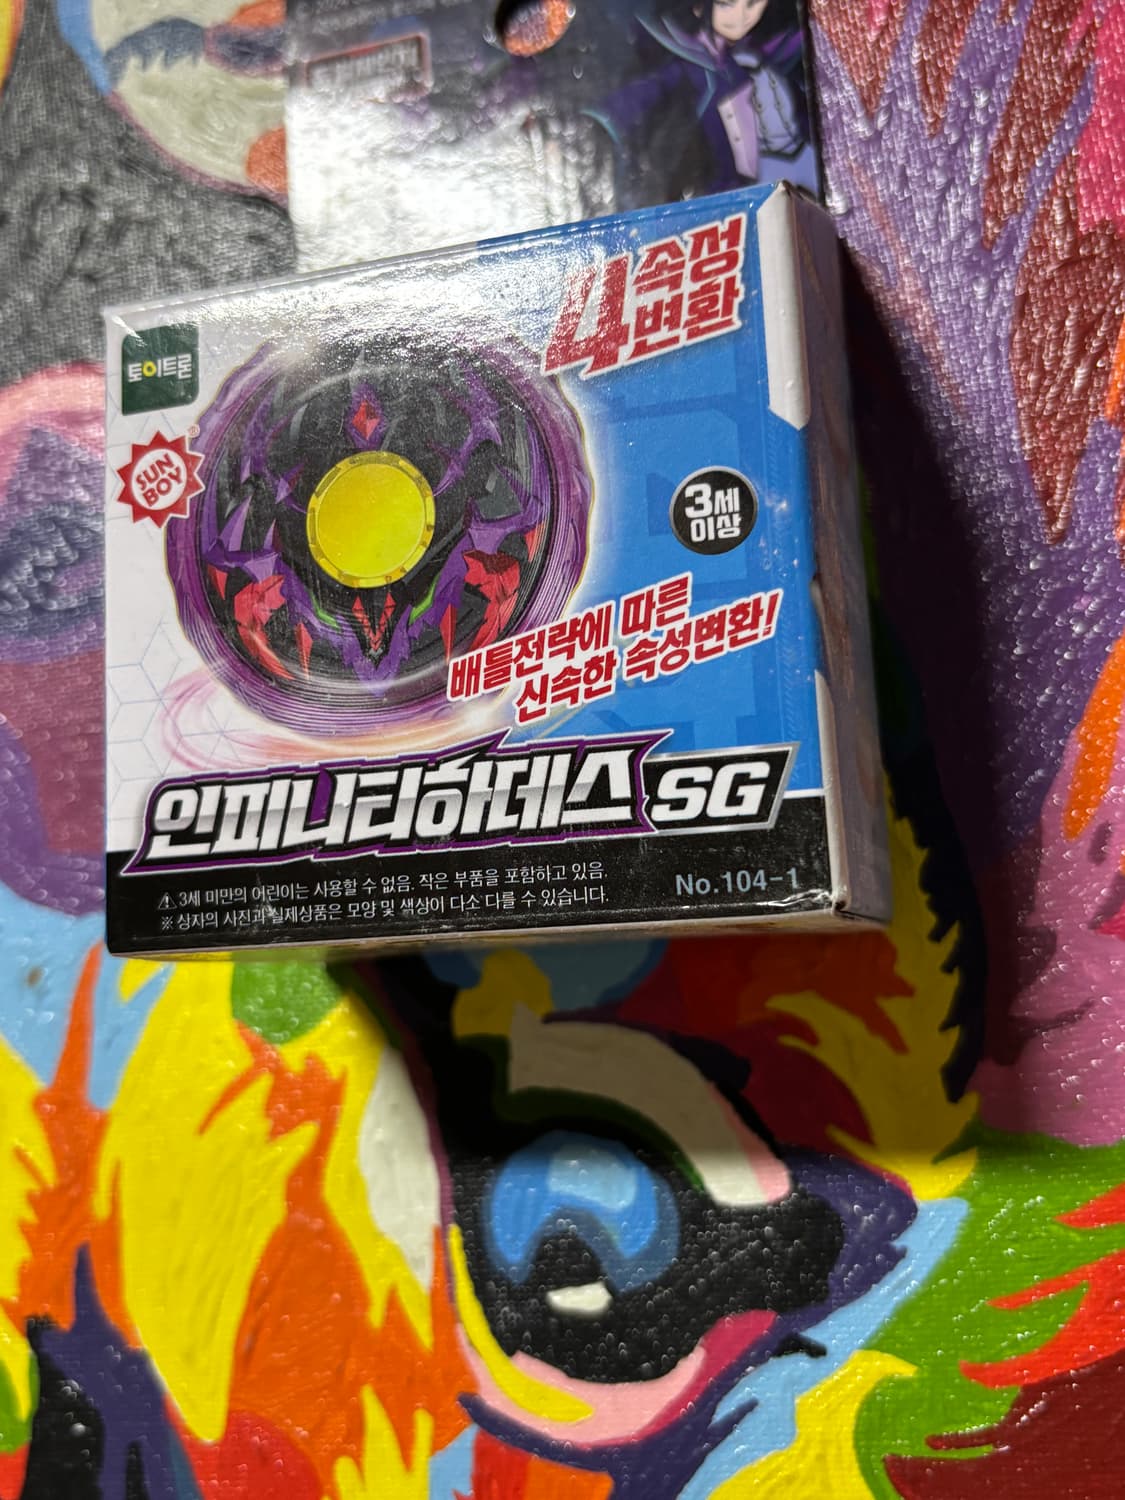 4속성
변환
토이트론
SUN
BOY
®
3세
이상
배틀전략에 따른
신속한 속성변환!
인피니티하데스 SG
⚠ 3세 미만의 어린이는 사용할 수 없음. 작은 부품을 포함하고 있음.
※ 상자의 사진과 실제상품은 모양 및 색상이 다소 다를 수 있습니다.
No.104-1